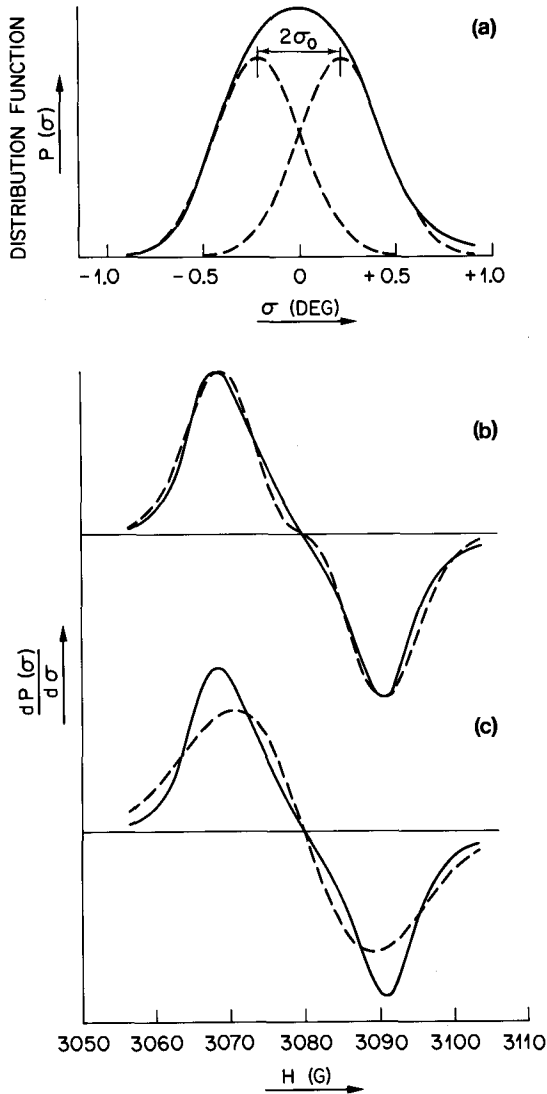 (a)
2σ₀
DISTRIBUTION FUNCTION
P (σ)
-1.0 -0.5 0 +0.5 +1.0
σ (DEG)
(b)
dP(σ)
dσ
(c)
3050 3060 3070 3080 3090 3100 3110
H (G)